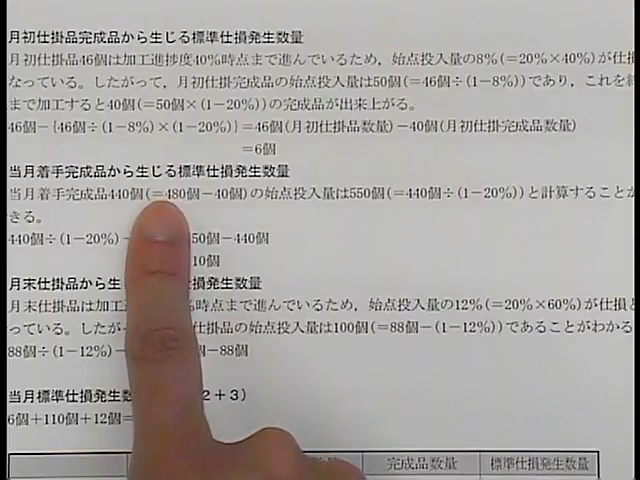 月初仕掛品完成品から生じる標準仕損発生数量
月初仕掛品46個は加工進捗度40%時点まで進んでいるため，始点投入量の8%(=20%×40%)が仕損
なっている。したがって，月初仕掛完成品の始点投入量は50個(=46個÷(1−8%))であり，これを終
まで加工すると40個(=50個×(1−20%))の完成品が出来上がる。
46個−{46個÷(1−8%)×(1−20%)}=46個(月初仕掛品数量)−40個(月初仕掛完成品数量)
=6個
当月着手完成品から生じる標準仕損発生数量
当月着手完成品440個(=480個−40個)の始点投入量は550個(=440個÷(1−20%))と計算することが
きる。
440個÷(1−20%)− 50個−440個
10個
月末仕掛品から生 損発生数量
月末仕掛品は加工 %時点まで進んでいるため，始点投入量の12%(=20%×60%)が仕損と
っている。したが 仕掛品の始点投入量は100個(=88個−(1−12%))であることがわかる
88個÷(1−12%)− 個−88個
当月標準仕損発生数 2+3)
6個+110個+12個=
数量 完成品数量 標準仕損発生数量